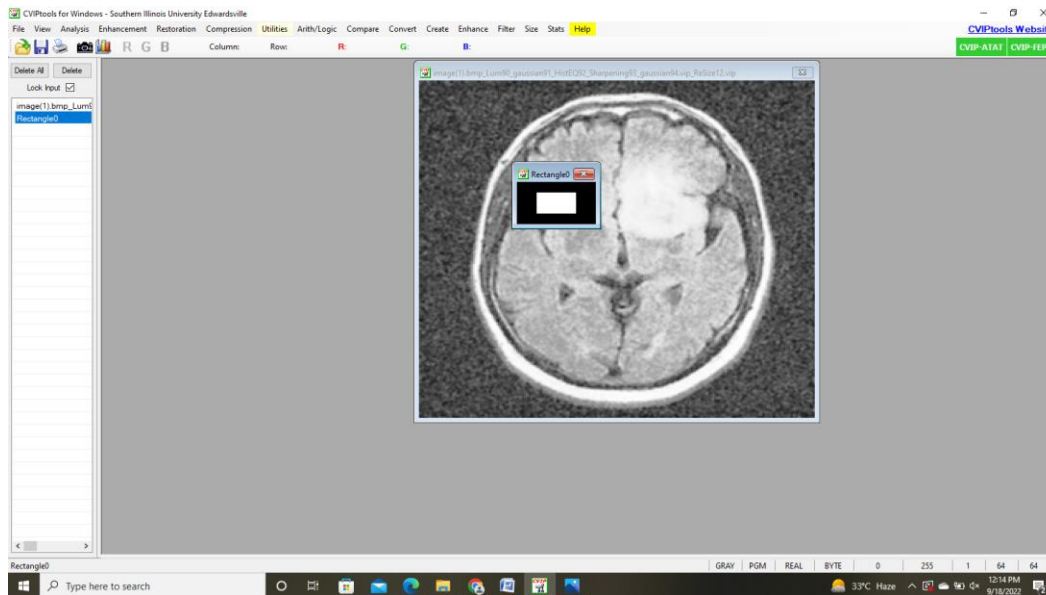 CVIPtools for Windows - Southern Illinois University Edwardsville
File View Analysis Enhancement Restoration Compression Utilities Arith/Logic Compare Convert Create Enhance Filter Size Stats Help
CVIPtools Websit
R G B Column: Row: R: G: B:
CVIP-ATAT CVIP-FEP
Delete All Delete
Lock Input
image(1).bmp_Lum9
Rectangle0
image(1).bmp_Lum90_gaussian91_HistEQ92_Sharpening93_gaussian94.vip_ReSize12.vip
Rectangle0
Rectangle0
GRAY PGM REAL BYTE 0 255 1 64 64
Type here to search
33°C Haze
12:14 PM
9/18/2022